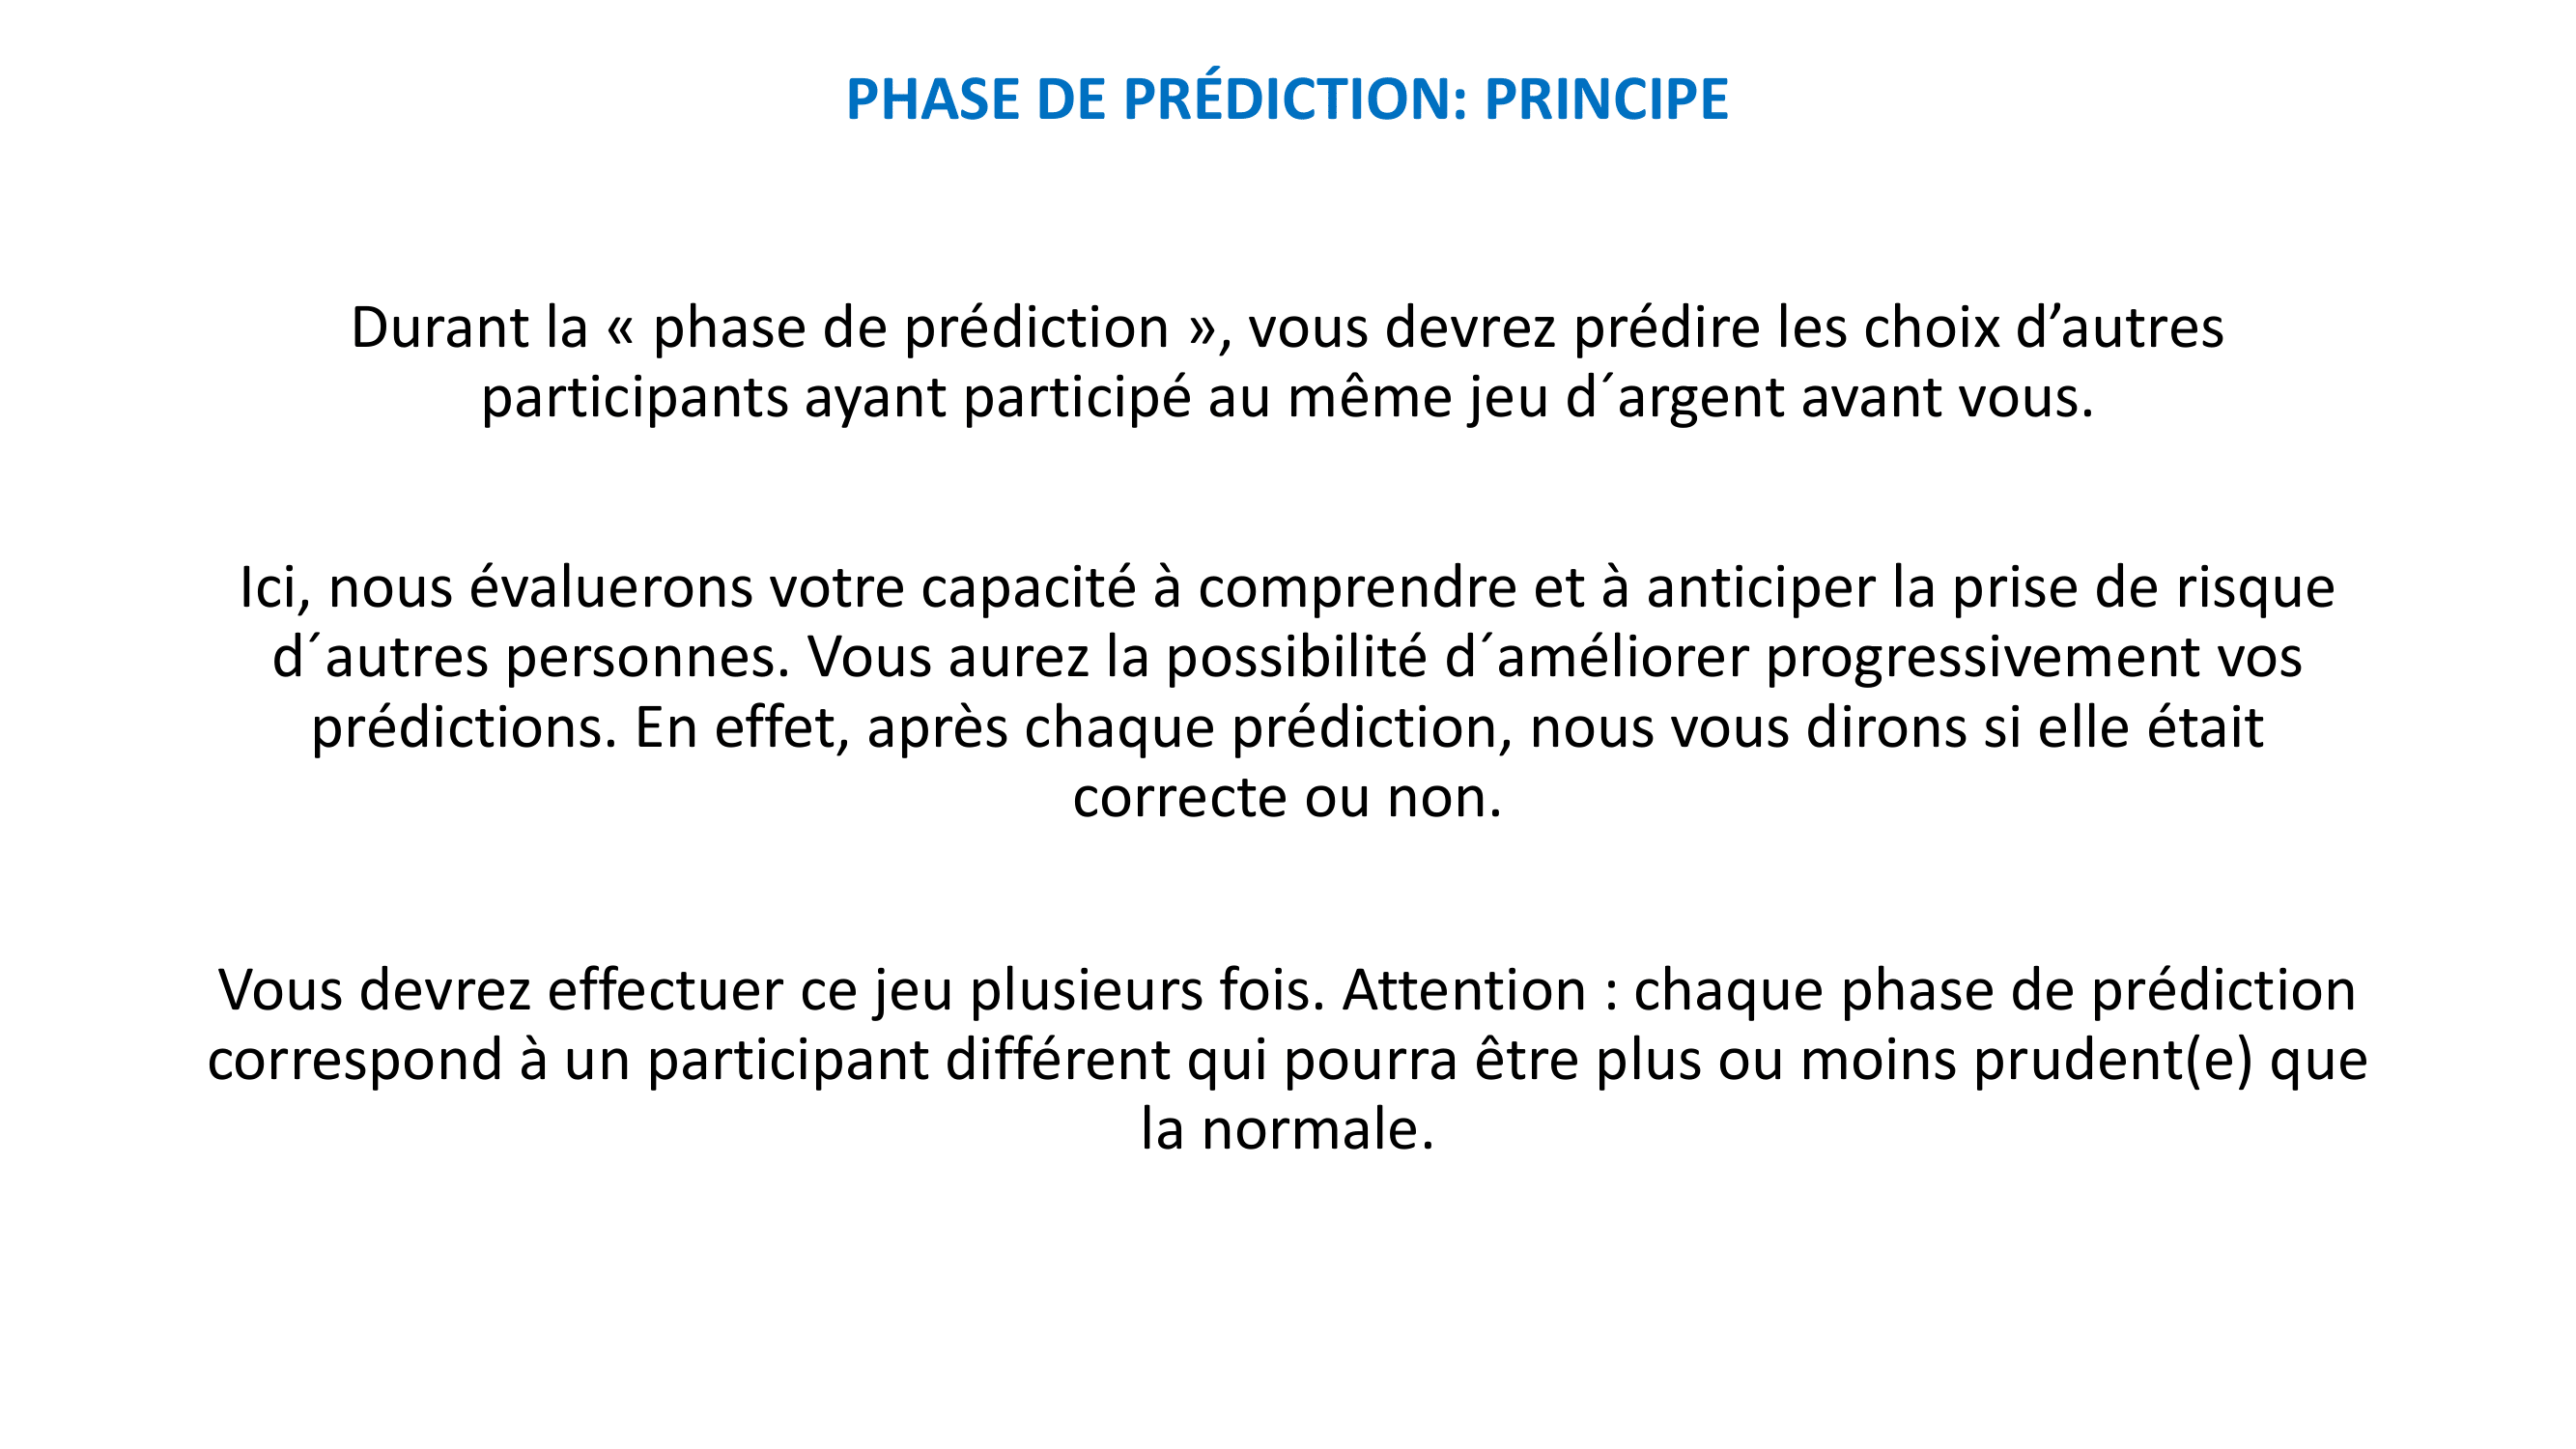 PHASE DE PRÉDICTION: PRINCIPE
Durant la « phase de prédiction », vous devrez prédire les choix d’autres
participants ayant participé au même jeu d´argent avant vous.
Ici, nous évaluerons votre capacité à comprendre et à anticiper la prise de risque
d´autres personnes. Vous aurez la possibilité d´améliorer progressivement vos
prédictions. En effet, après chaque prédiction, nous vous dirons si elle était
correcte ou non.
Vous devrez effectuer ce jeu plusieurs fois. Attention : chaque phase de prédiction
correspond à un participant différent qui pourra être plus ou moins prudent(e) que
la normale.